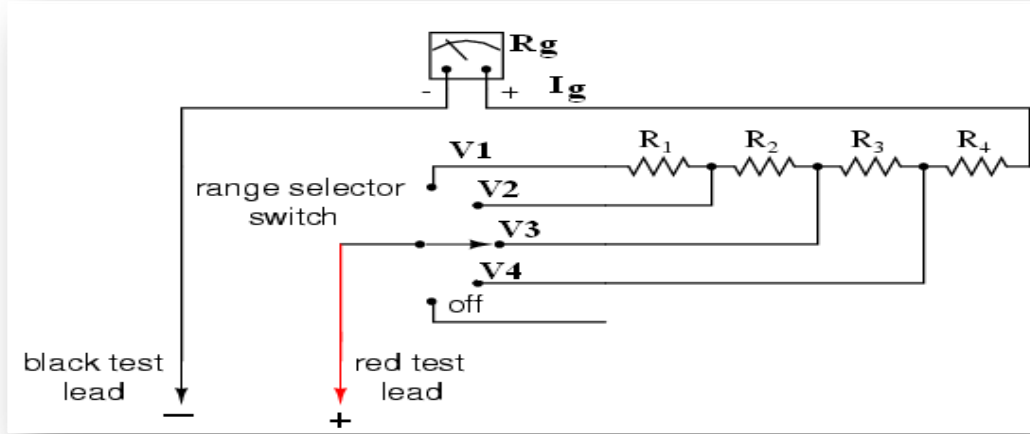 Rg
- + Ig
R1 R2 R3 R4
V1
range selector
switch
V2
V3
V4
off
black test
lead
red test
lead
— +